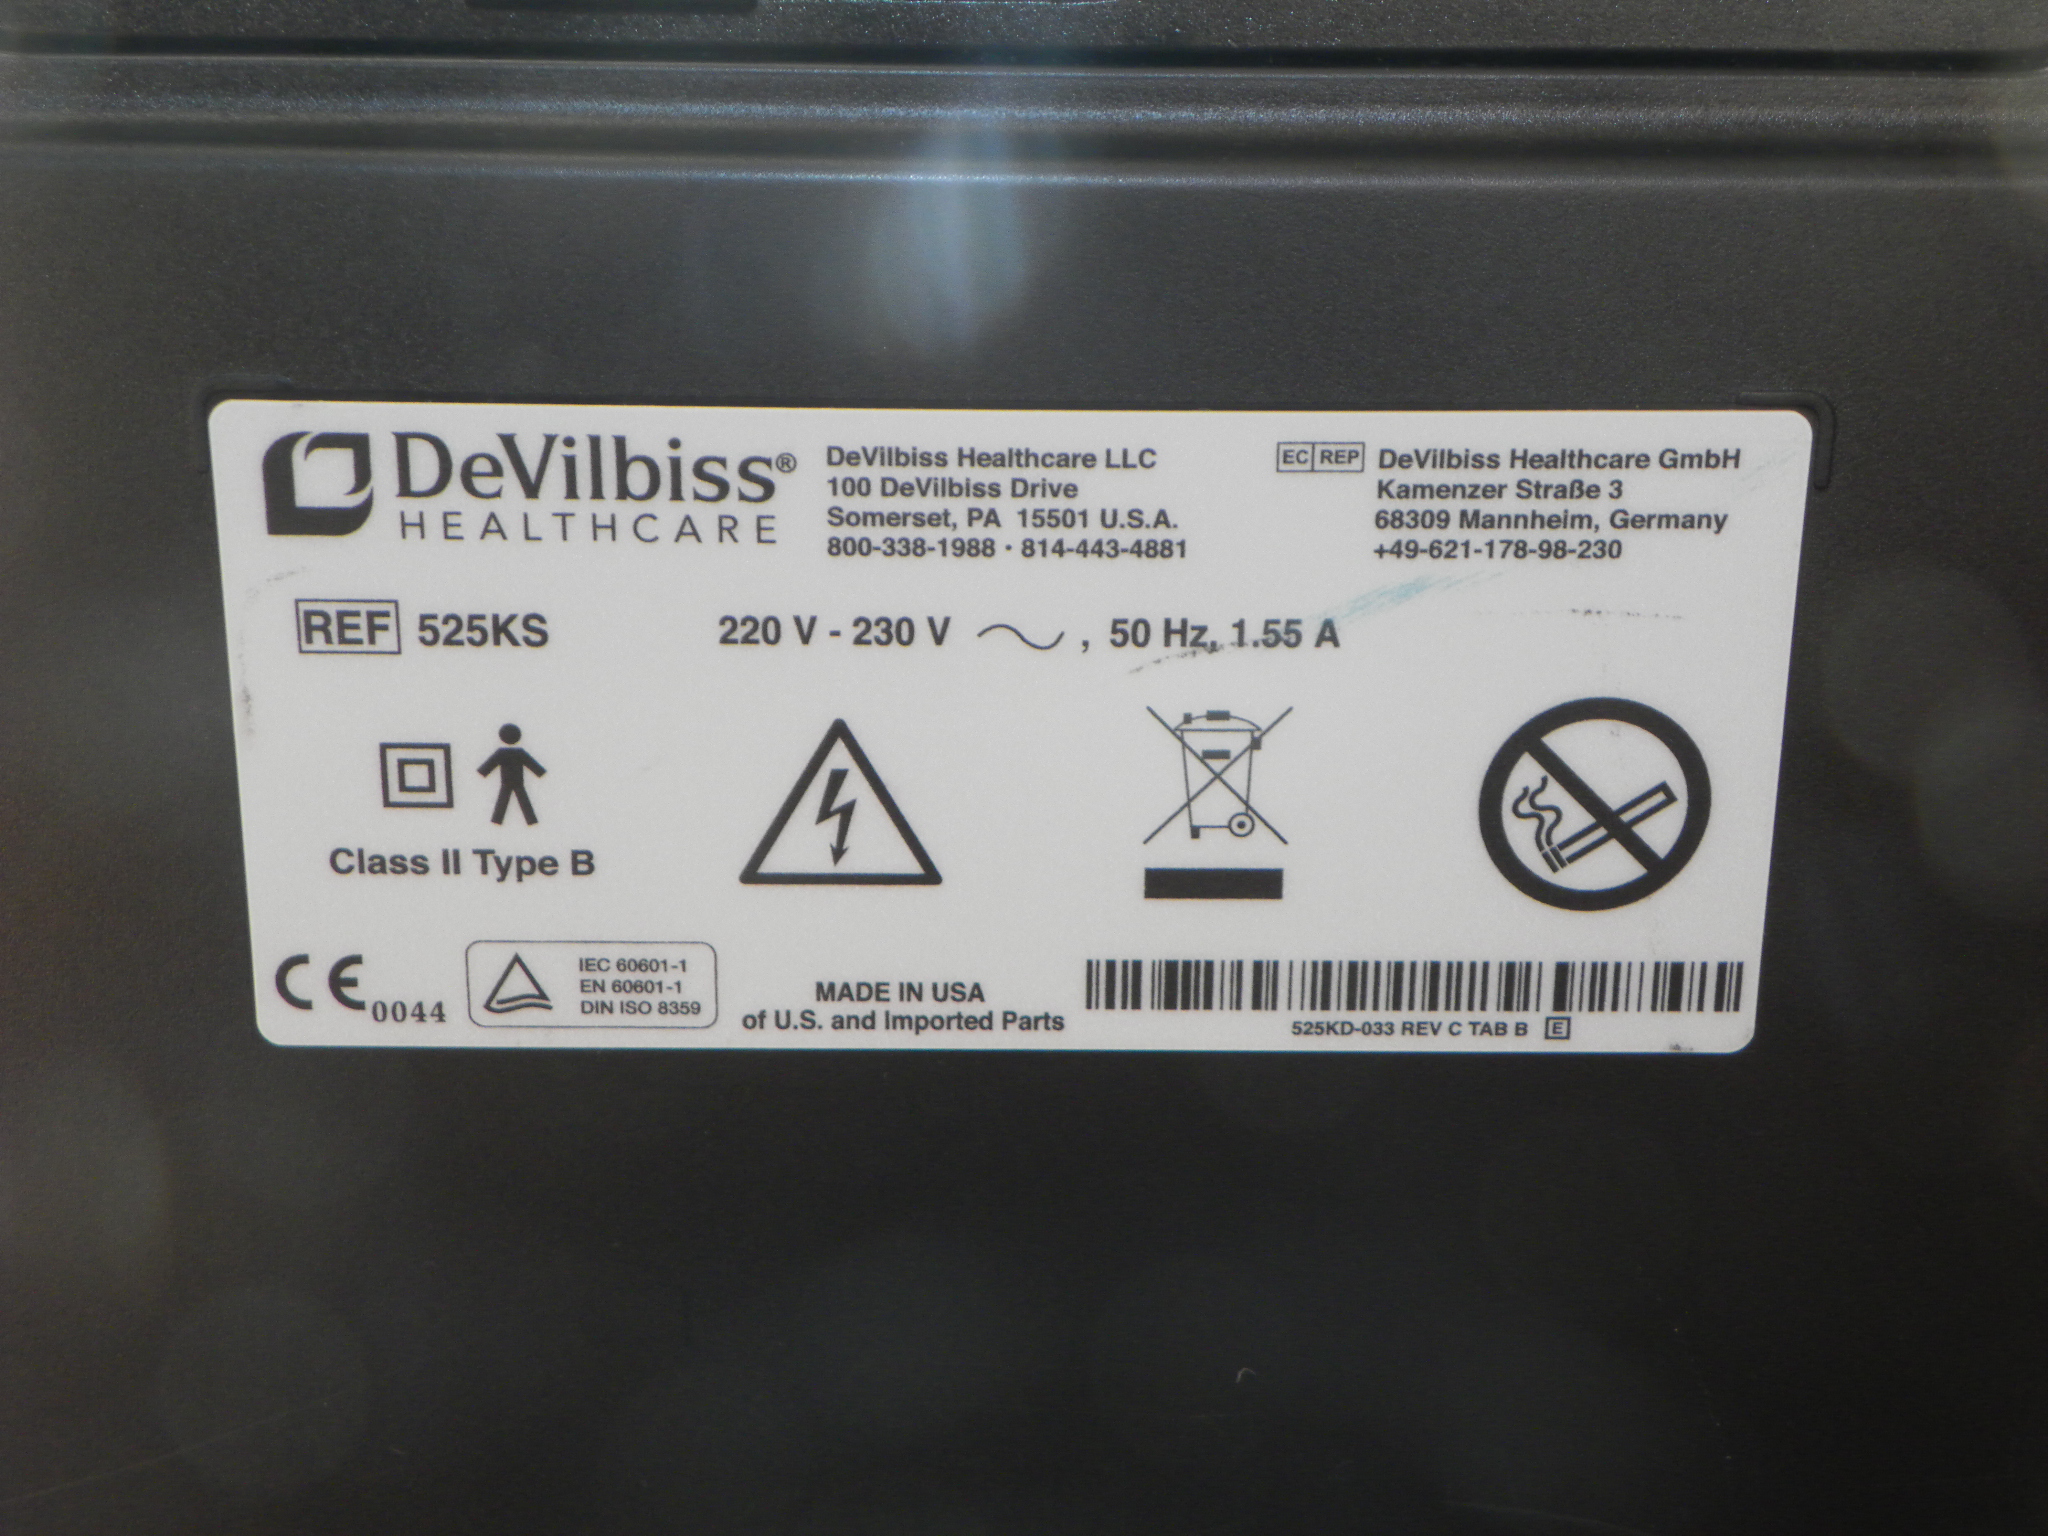 DeVilbiss®
HEALTHCARE
DeVilbiss Healthcare LLC
100 DeVilbiss Drive
Somerset, PA 15501 U.S.A.
800-338-1988 · 814-443-4881
EC REP DeVilbiss Healthcare GmbH
Kamenzer Straße 3
68309 Mannheim, Germany
+49-621-178-98-230
REF 525KS
220 V - 230 V ~, 50 Hz, 1.55 A
Class II Type B
CE 0044
IEC 60601-1
EN 60601-1
DIN ISO 8359
MADE IN USA
of U.S. and Imported Parts
525KD-033 REV C TAB B E